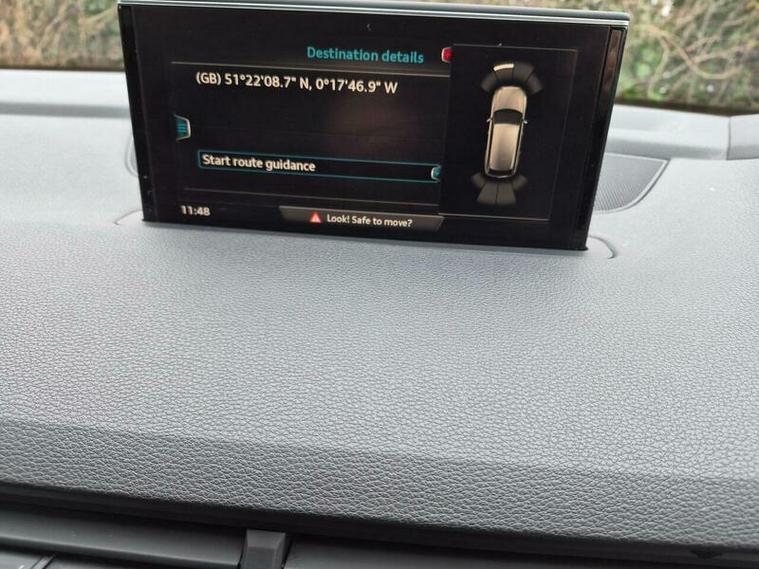 Destination details
(GB) 51°22'08.7" N, 0°17'46.9" W
Start route guidance
11:48
Look! Safe to move?